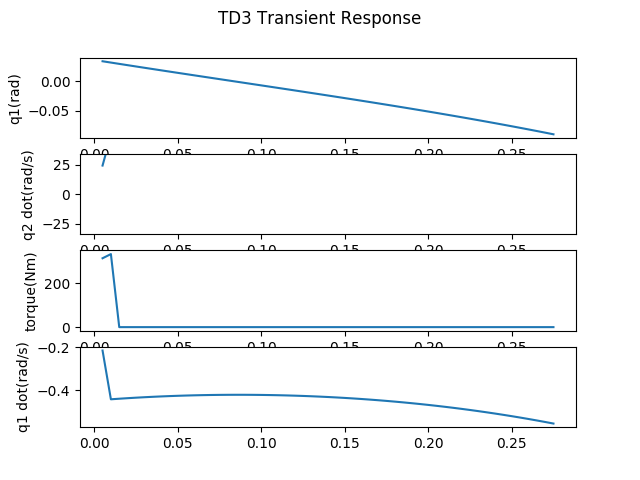 TD3 Transient Response
q1(rad)
0.00
−0.05
0.00 0.05 0.10 0.15 0.20 0.25
q2 dot(rad/s)
25
0
−25
0.00 0.05 0.10 0.15 0.20 0.25
torque(Nm)
200
0
0.00 0.05 0.10 0.15 0.20 0.25
q1 dot(rad/s)
−0.2
−0.4
0.00 0.05 0.10 0.15 0.20 0.25